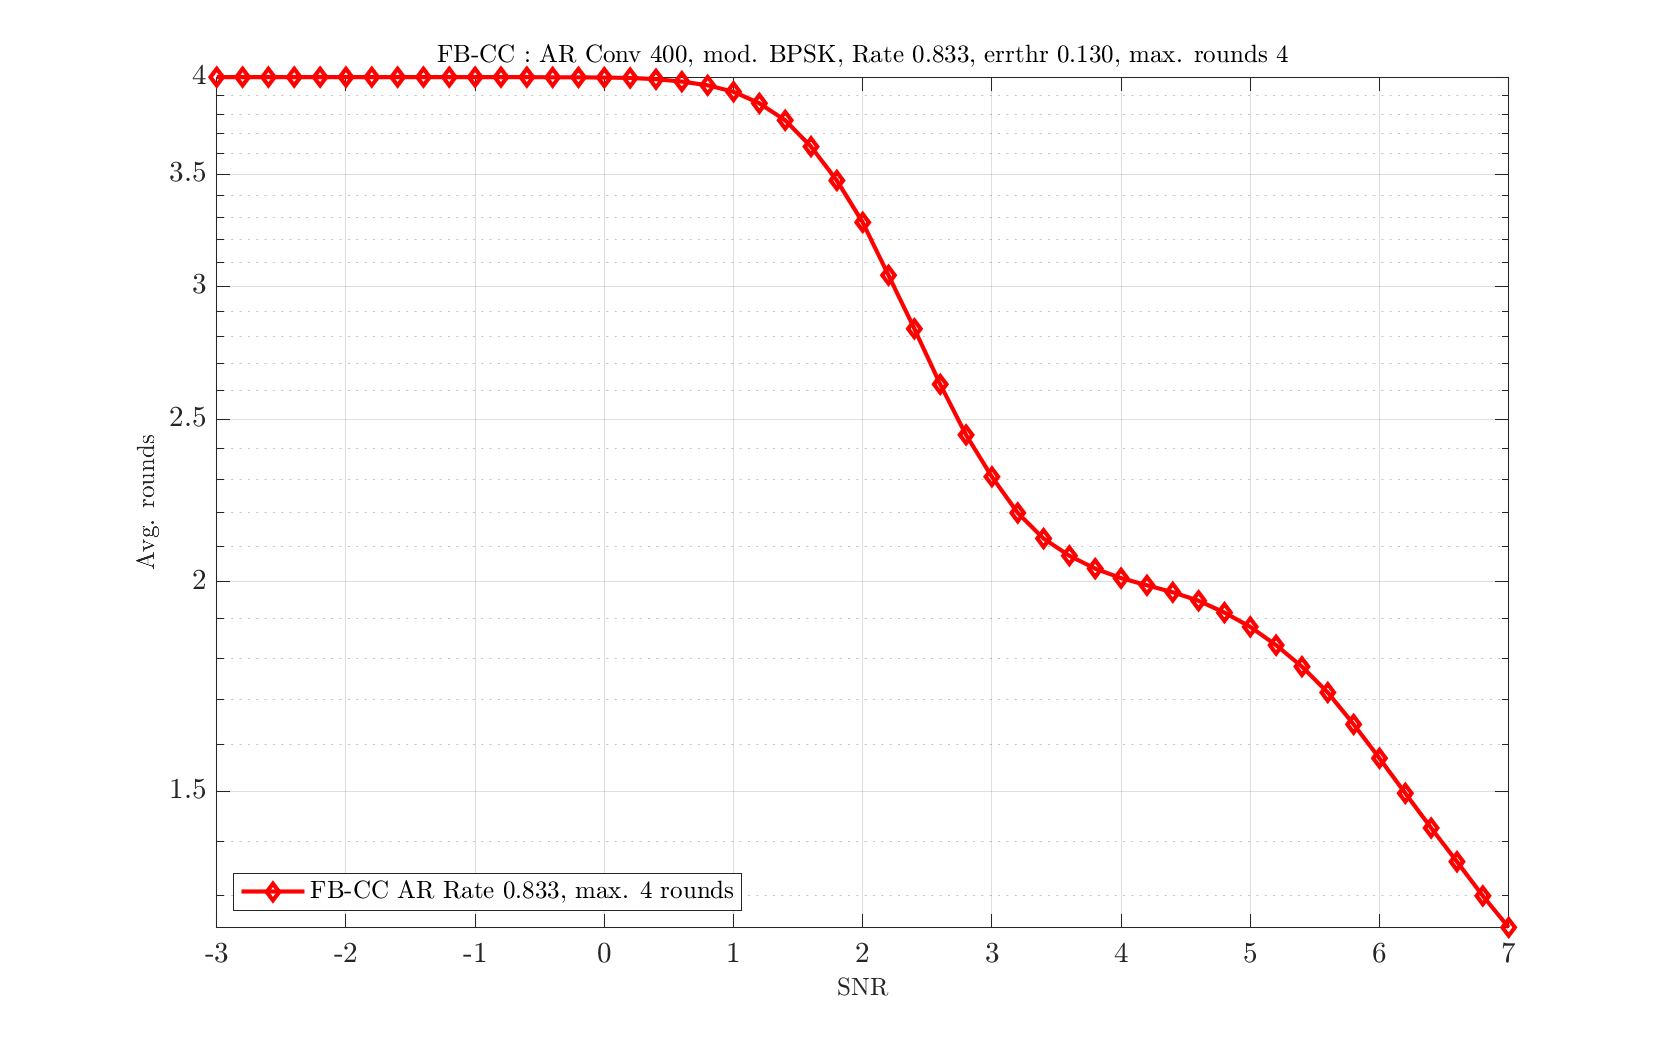 FB-CC : AR Conv 400, mod. BPSK, Rate 0.833, errthr 0.130, max. rounds 4
4
3.5
3
2.5
2
1.5
Avg. rounds
FB-CC AR Rate 0.833, max. 4 rounds
-3 -2 -1 0 1 2 3 4 5 6 7
SNR